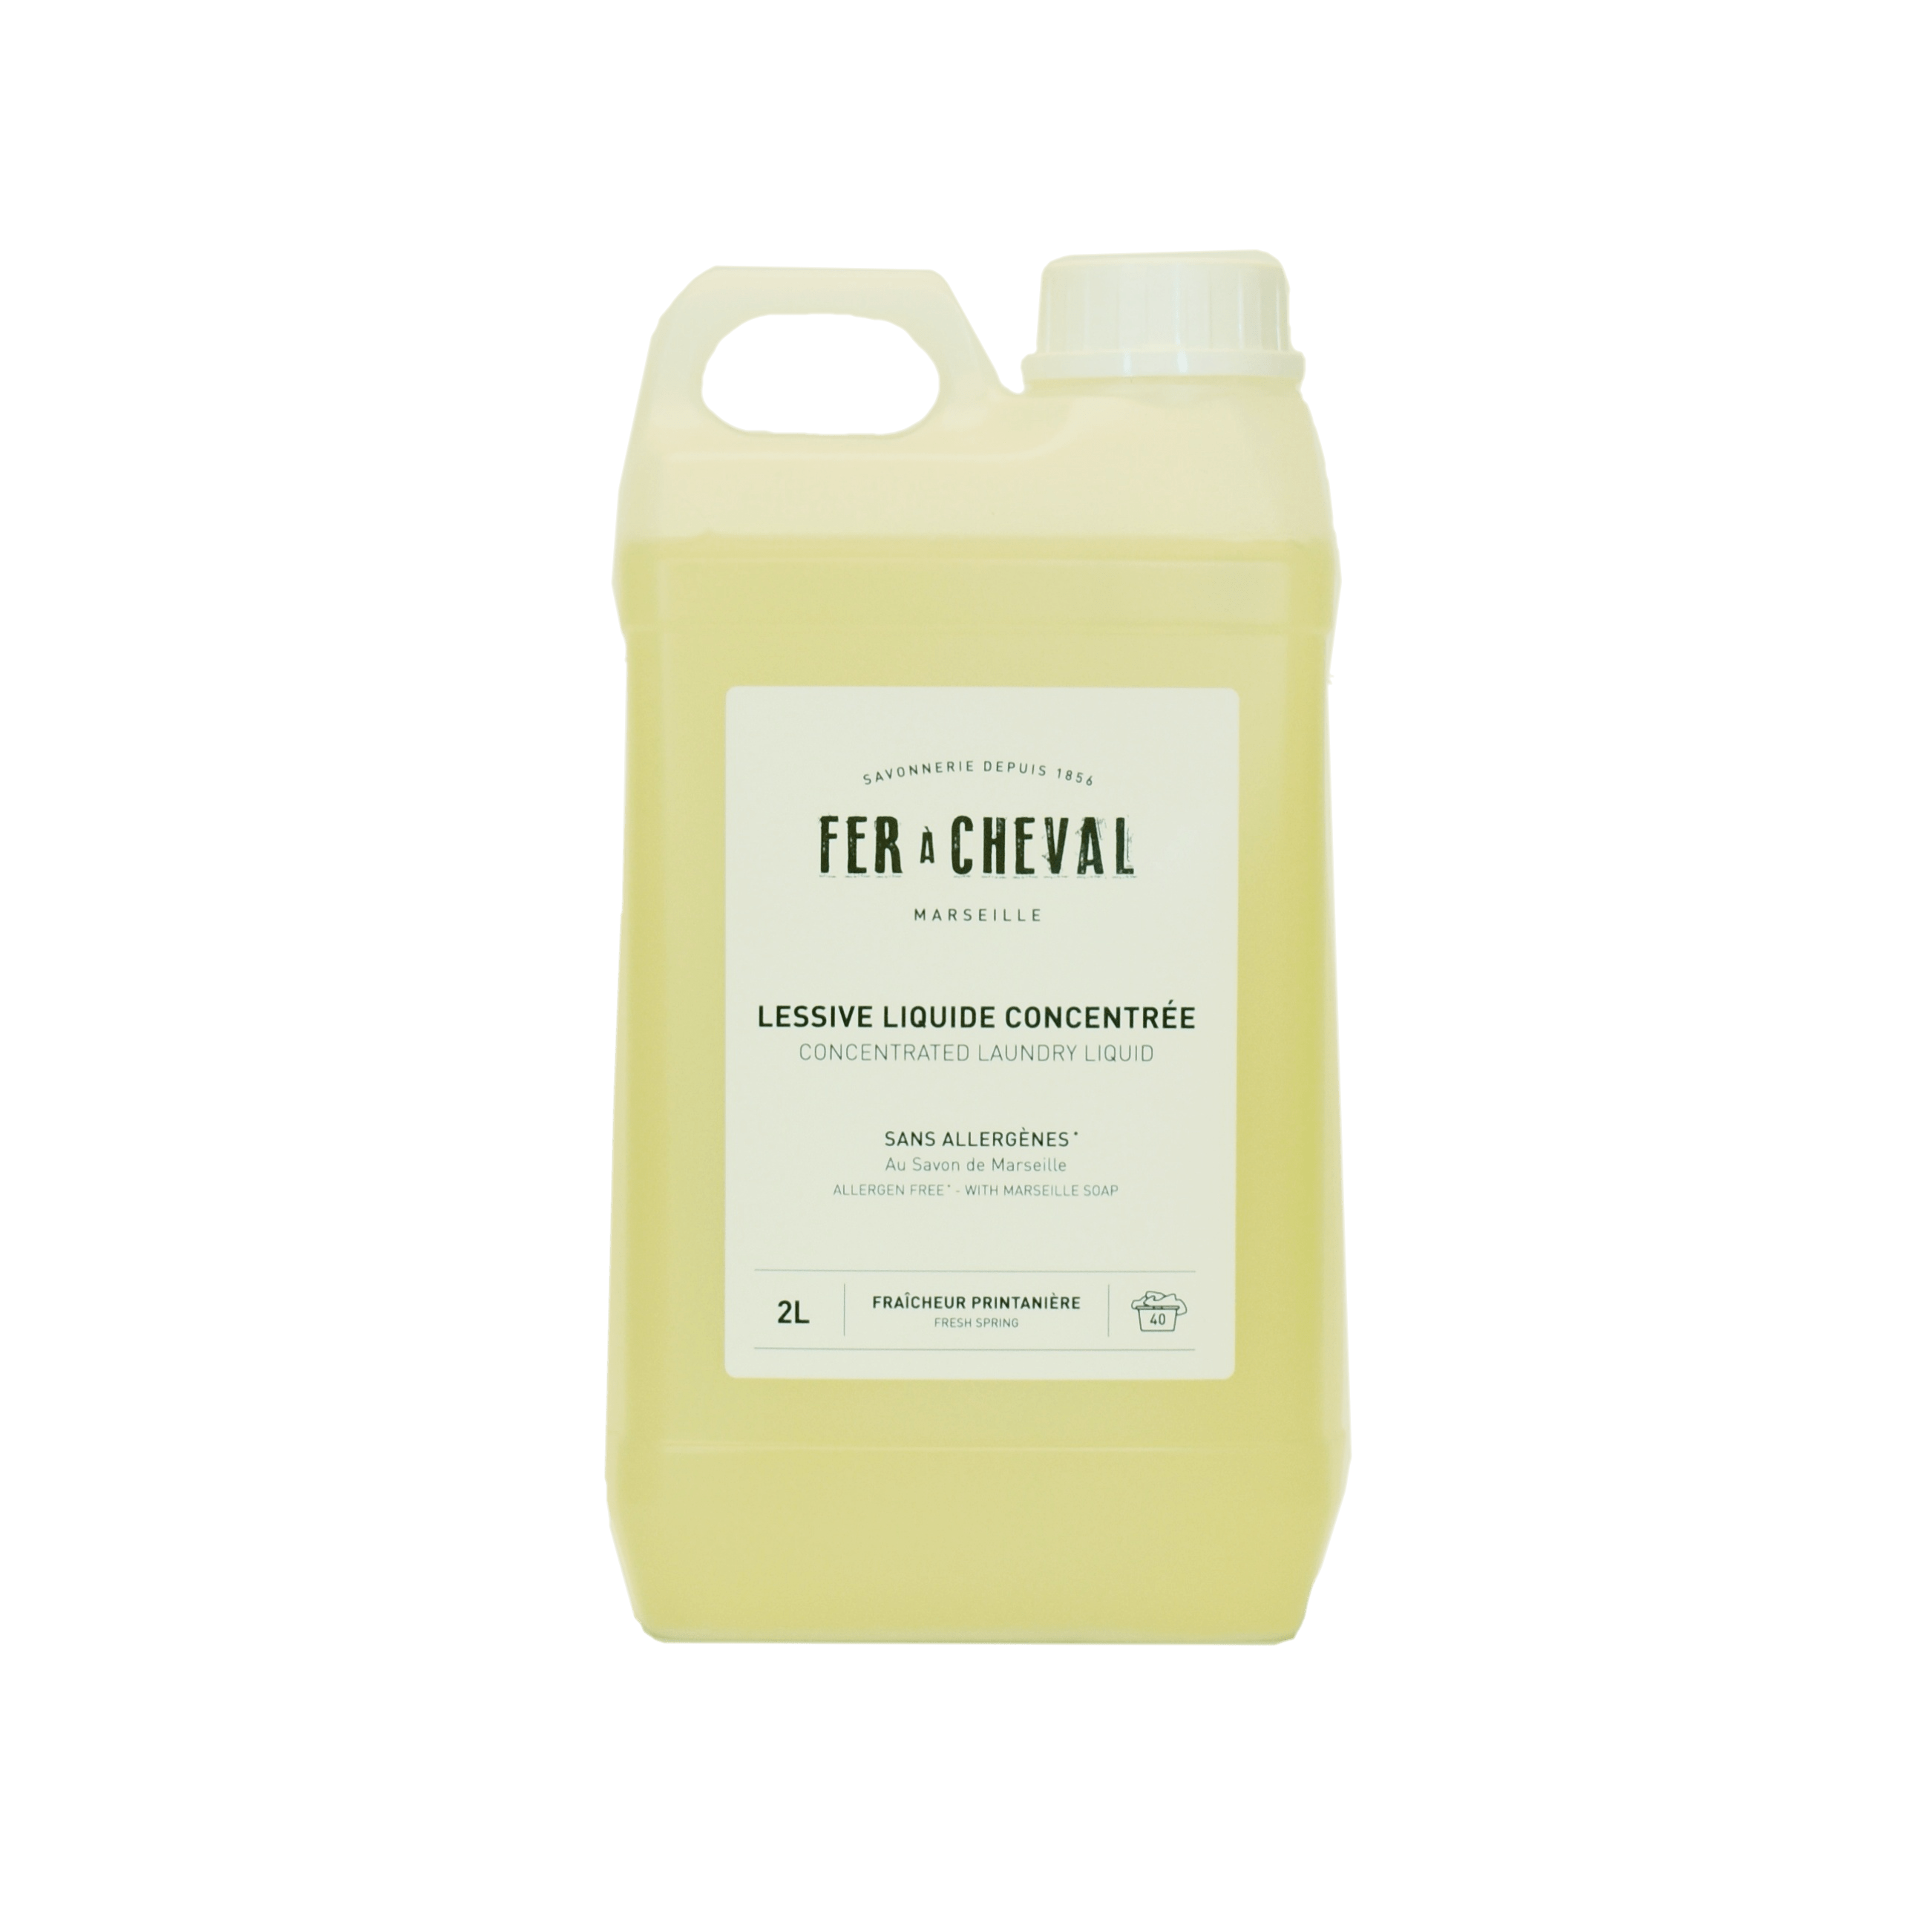 SAVONNERIE DEPUIS 1856
FER À CHEVAL
MARSEILLE
LESSIVE LIQUIDE CONCENTRÉE
CONCENTRATED LAUNDRY LIQUID
SANS ALLERGÈNES*
Au Savon de Marseille
ALLERGEN FREE* - WITH MARSEILLE SOAP
2L
FRAÎCHEUR PRINTANIÈRE
FRESH SPRING
40